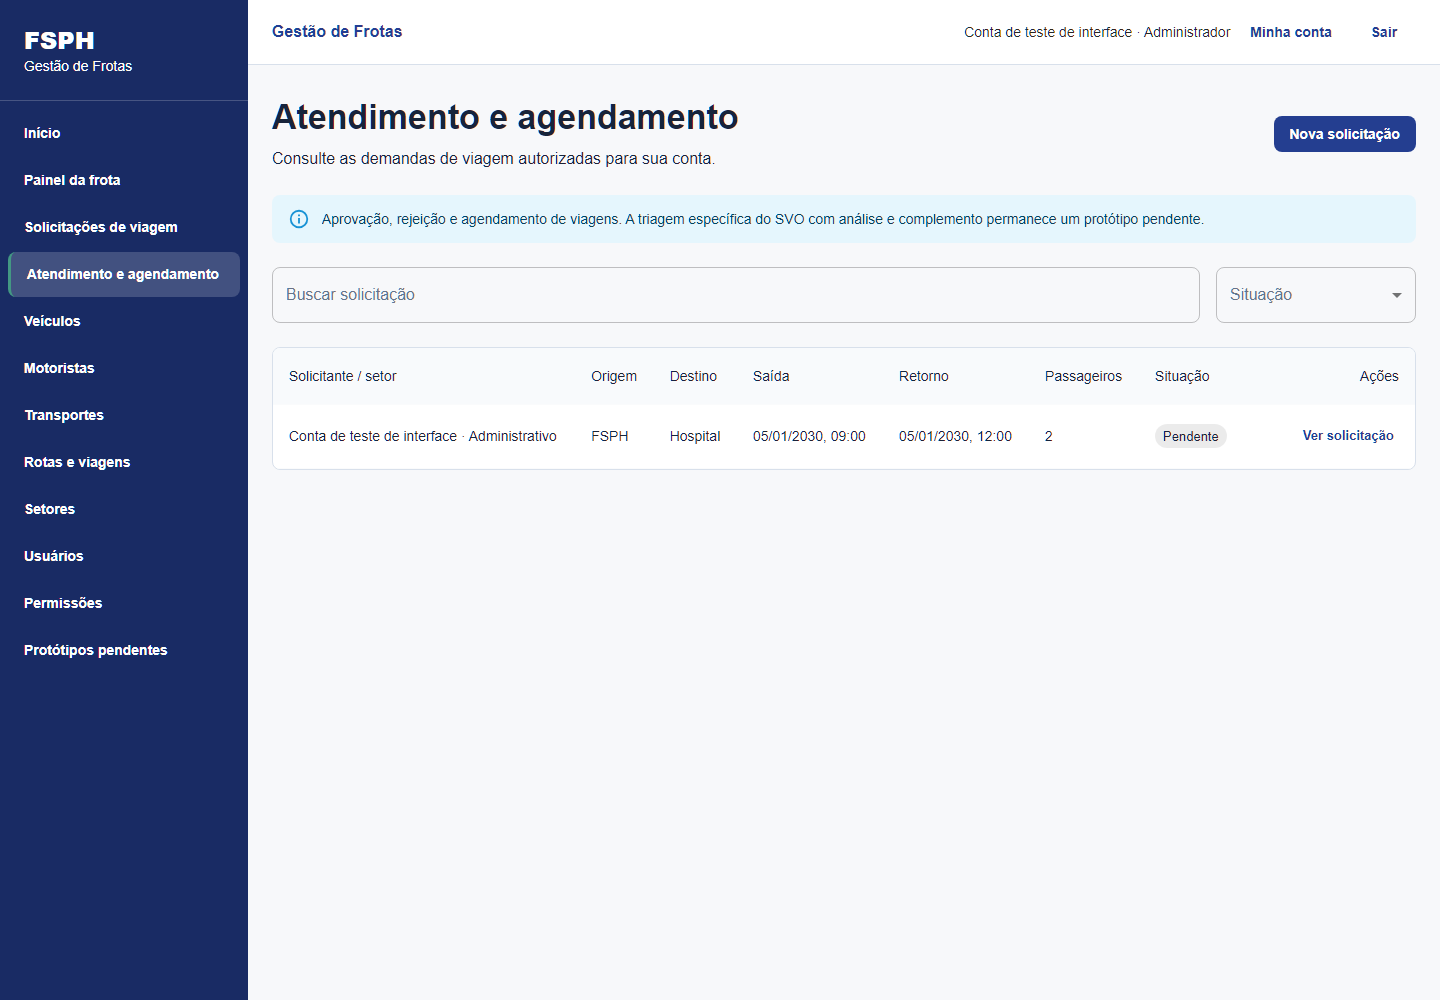 FSPH
Gestão de Frotas
Início
Painel da frota
Solicitações de viagem
Atendimento e agendamento
Veículos
Motoristas
Transportes
Rotas e viagens
Setores
Usuários
Permissões
Protótipos pendentes
Gestão de Frotas
Conta de teste de interface · Administrador
Minha conta
Sair
Atendimento e agendamento
Consulte as demandas de viagem autorizadas para sua conta.
Nova solicitação
Aprovação, rejeição e agendamento de viagens. A triagem específica do SVO com análise e complemento permanece um protótipo pendente.
Buscar solicitação
Situação
Solicitante / setor Origem Destino Saída Retorno Passageiros Situação Ações
Conta de teste de interface · Administrativo FSPH Hospital 05/01/2030, 09:00 05/01/2030, 12:00 2 Pendente Ver solicitação